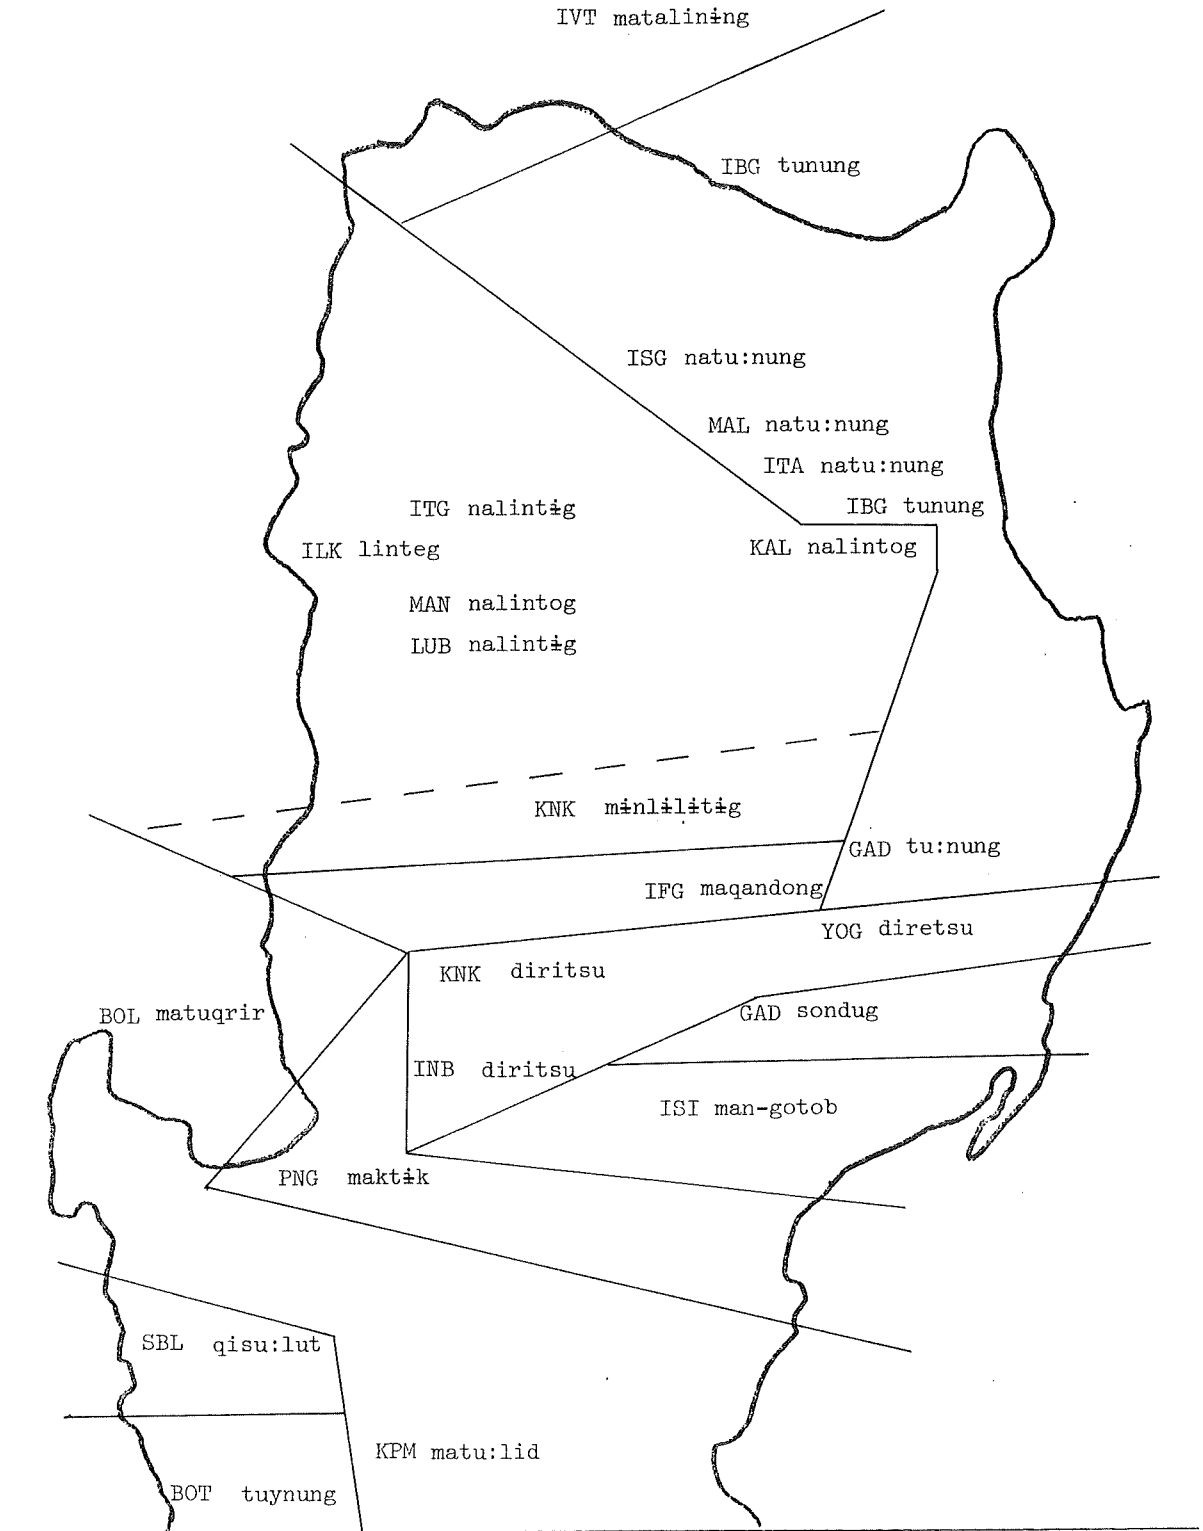 IVT matalinɨng
IBG tunung
ISG natu:nung
MAL natu:nung
ITA natu:nung
IBG tunung
ITG nalintɨg
KAL nalintog
ILK linteg
MAN nalintog
LUB nalintɨg
KNK mɨnlɨlɨtɨg
GAD tu:nung
IFG maqandong
YOG diretsu
KNK diritsu
BOL matuqrir
GAD sondug
INB diritsu
ISI man-gotob
PNG maktɨk
SBL qisu:lut
KPM matu:lid
BOT tuynung